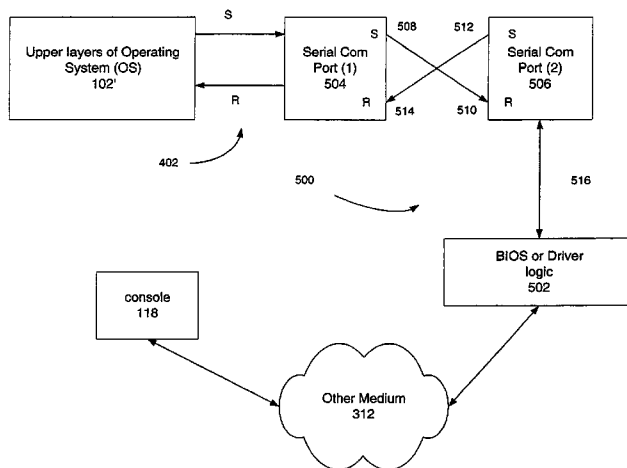 S
Upper layers of Operating
System (OS)
102'
R
402
Serial Com
Port (1)
504
S
R
508
512
514
510
S
Serial Com
Port (2)
506
R
500
516
BIOS or Driver
logic
502
console
118
Other Medium
312